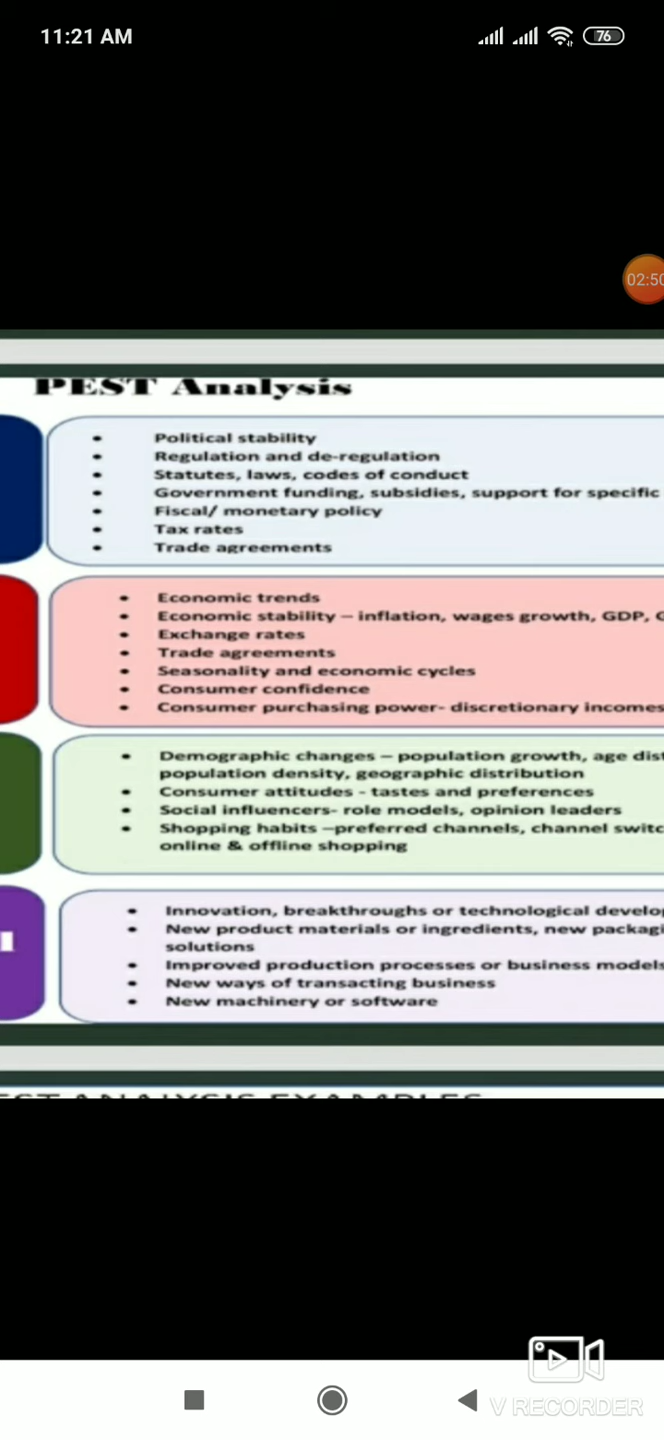 11:21 AM
76
02:50
PEST Analysis
• Political stability
• Regulation and de-regulation
• Statutes, laws, codes of conduct
• Government funding, subsidies, support for specific
• Fiscal/ monetary policy
• Tax rates
• Trade agreements
• Economic trends
• Economic stability – inflation, wages growth, GDP,
• Exchange rates
• Trade agreements
• Seasonality and economic cycles
• Consumer confidence
• Consumer purchasing power- discretionary incomes
• Demographic changes – population growth, age
population density, geographic distribution
• Consumer attitudes - tastes and preferences
• Social influencers- role models, opinion leaders
• Shopping habits –preferred channels, channel
online & offline shopping
• Innovation, breakthroughs or technological
• New product materials or ingredients, new
solutions
• Improved production processes or business models
• New ways of transacting business
• New machinery or software
ANALYSIS EXAMPLES
V RECORDER